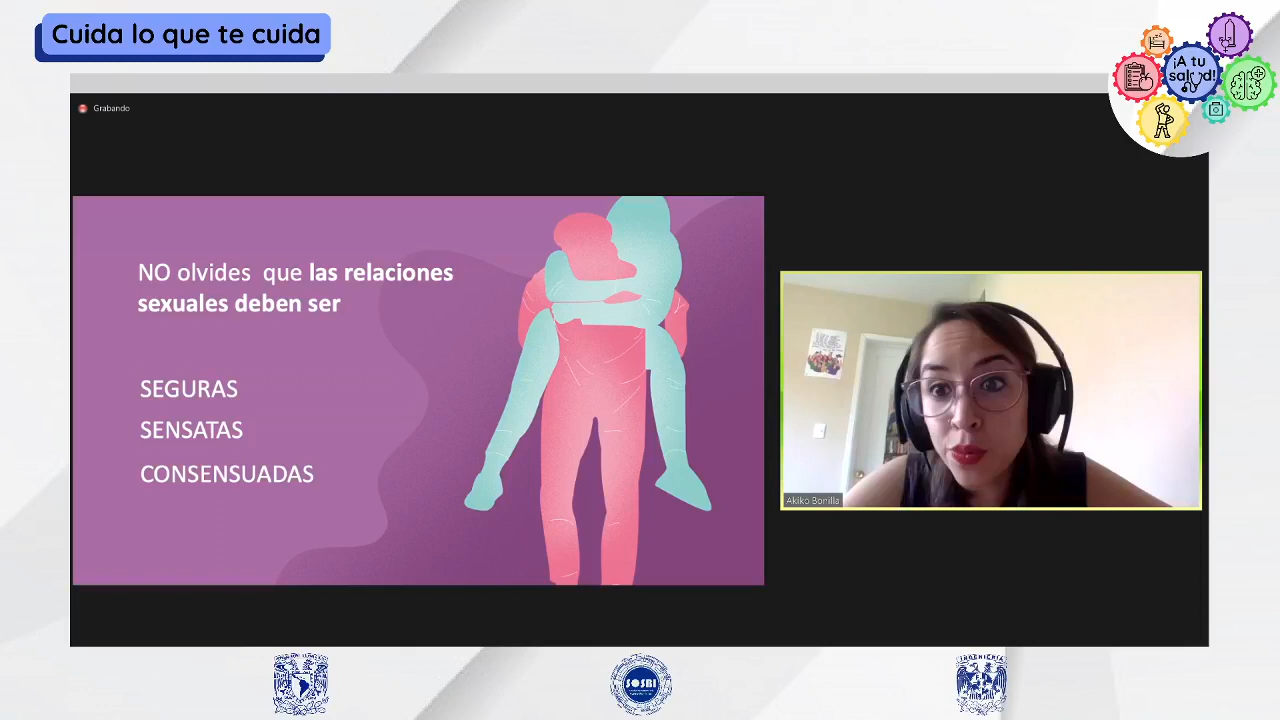 Cuida lo que te cuida
¡A tu
salud!
Grabando
NO olvides que las relaciones
sexuales deben ser
SEGURAS
SENSATAS
CONSENSUADAS
Akiko Bonilla
SOSBI